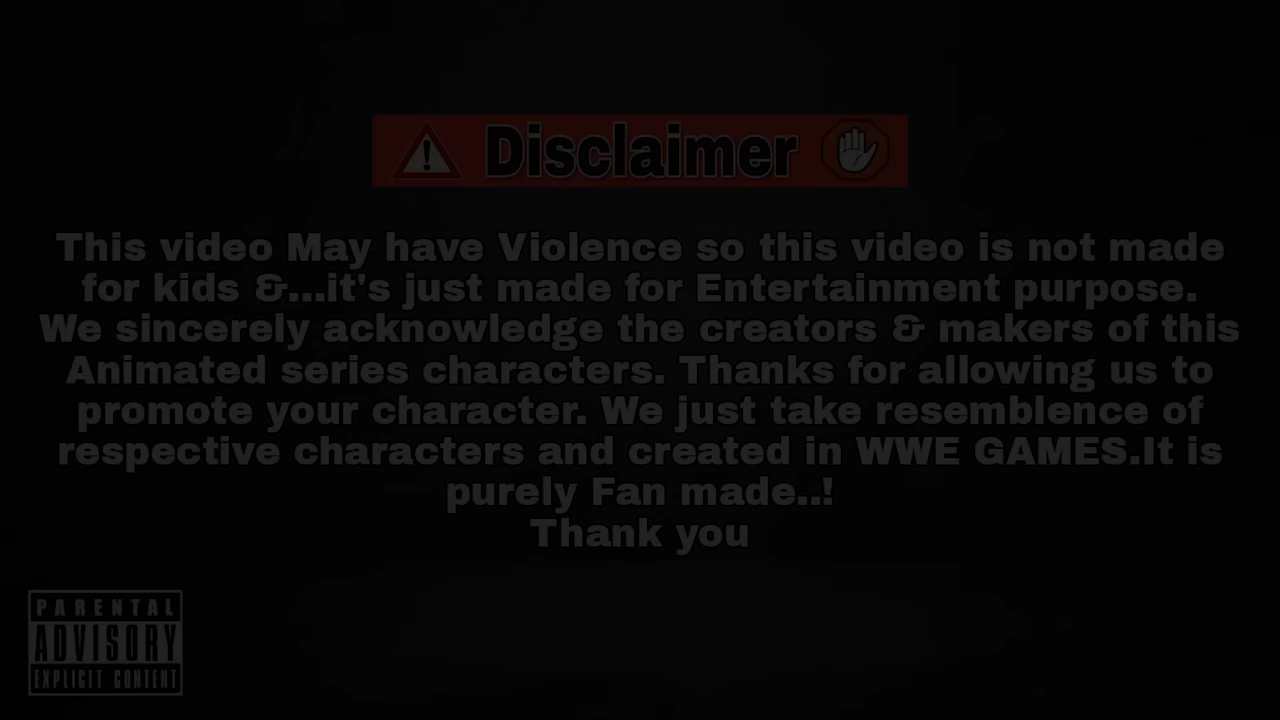 Disclaimer
This video May have Violence so this video is not made
for kids &...it's just made for Entertainment purpose.
We sincerely acknowledge the creators & makers of this
Animated series characters. Thanks for allowing us to
promote your character. We just take resemblence of
respective characters and created in WWE GAMES.It is
purely Fan made..!
Thank you
PARENTAL
ADVISORY
EXPLICIT CONTENT